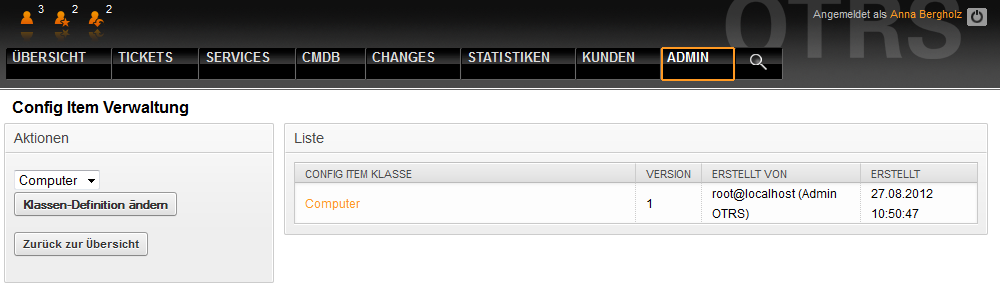 3 2 2
OTRS
Angemeldet als Anna Bergholz
ÜBERSICHT TICKETS SERVICES CMDB CHANGES STATISTIKEN KUNDEN ADMIN
Config Item Verwaltung
Aktionen
Computer
Klassen-Definition ändern
Zurück zur Übersicht
Liste
CONFIG ITEM KLASSE VERSION ERSTELLT VON ERSTELLT
Computer 1 root@localhost (Admin 27.08.2012
OTRS) 10:50:47